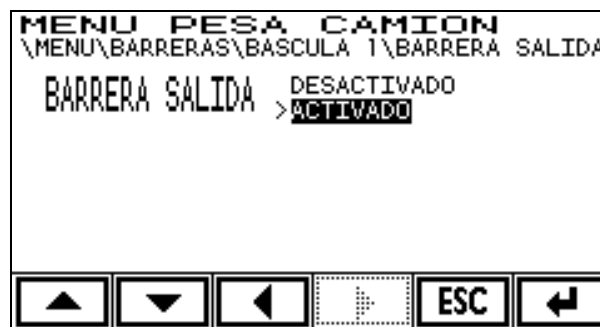 MENU PESA CAMION
\MENU\BARRERAS\BASCULA 1\BARRERA SALIDA
BARRERA SALIDA
DESACTIVADO
>ACTIVADO
ESC